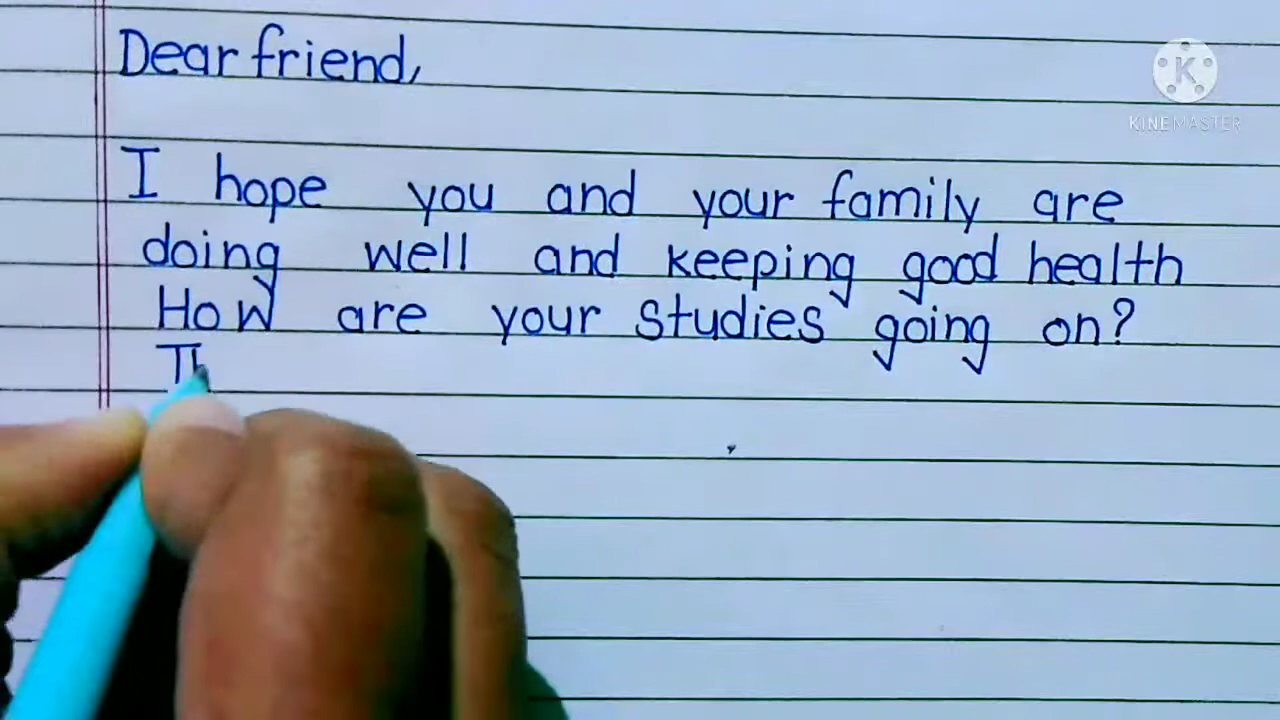 Dear friend,
KINEMASTER
I hope you and your family are
doing well and keeping good health
How are your studies going on?
Th